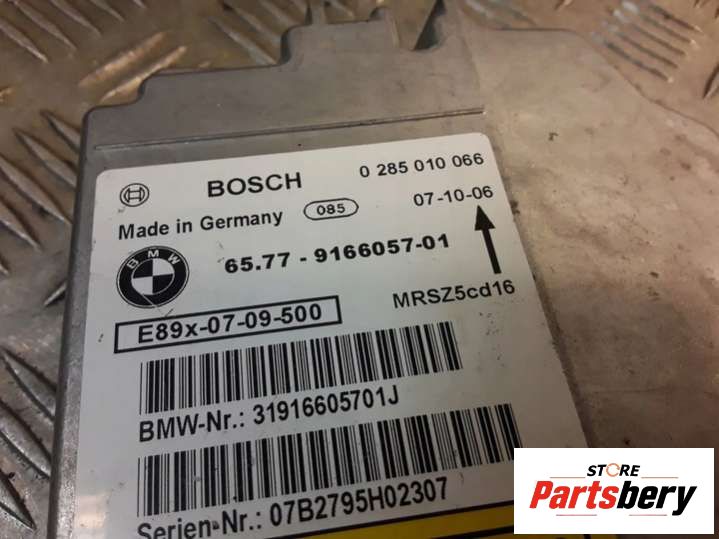 BOSCH 0 285 010 066
Made in Germany 085 07-10-06
BMW 65.77 - 9166057-01
MRSZ5cd16
E89x-07-09-500
BMW-Nr.: 31916605701J
Serien-Nr.: 07B2795H02307
STORE
Partsbery